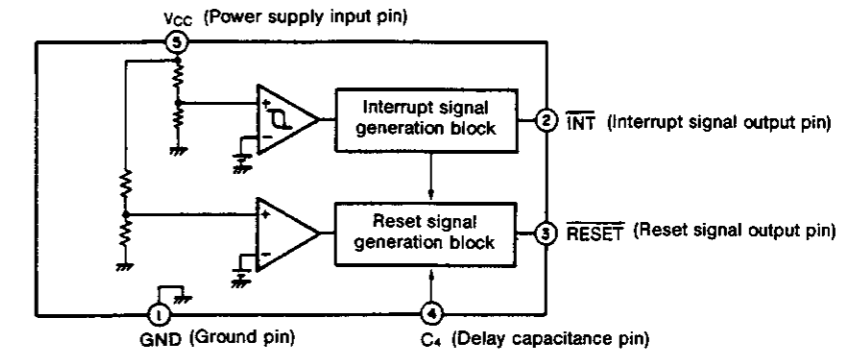 Vcc (Power supply input pin)
5
+
−
Interrupt signal
generation block
2 INT (Interrupt signal output pin)
+
−
Reset signal
generation block
3 RESET (Reset signal output pin)
1
4
GND (Ground pin)
C4 (Delay capacitance pin)